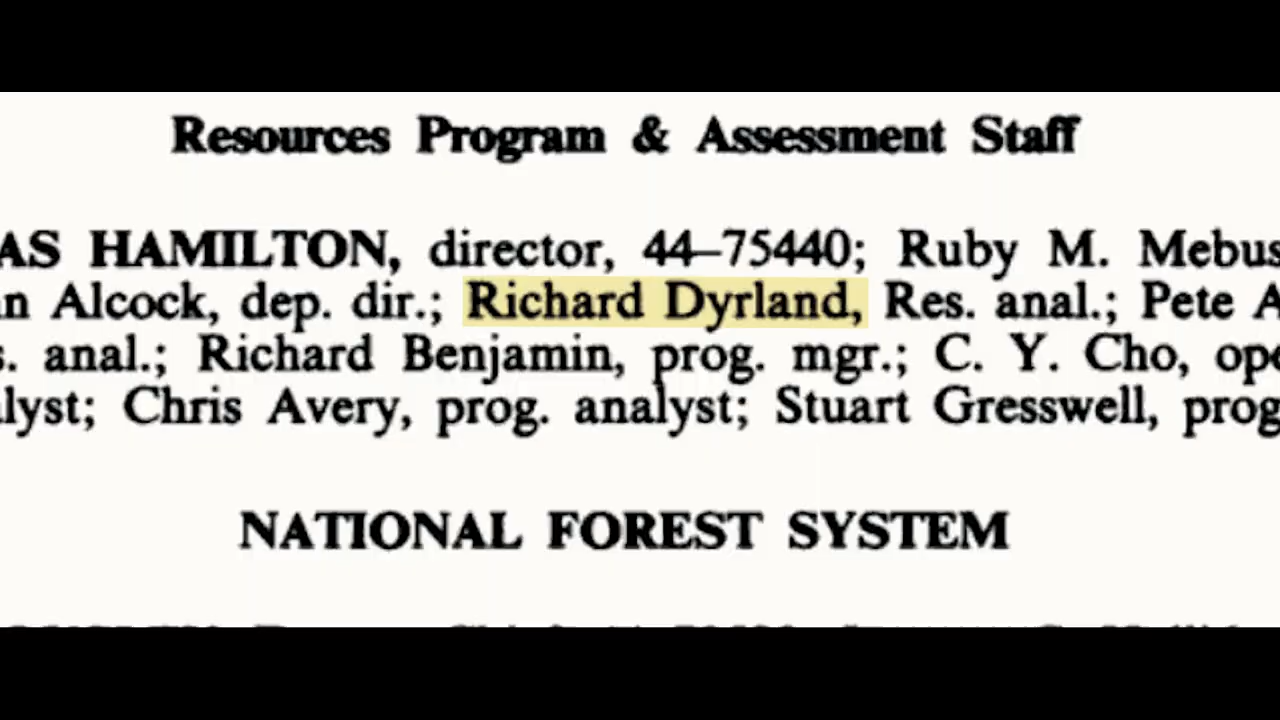 Resources Program & Assessment Staff
AS HAMILTON, director, 44–75440; Ruby M. Mebus
n Alcock, dep. dir.; Richard Dyrland, Res. anal.; Pete A
s. anal.; Richard Benjamin, prog. mgr.; C. Y. Cho, ope
lyst; Chris Avery, prog. analyst; Stuart Gresswell, prog
NATIONAL FOREST SYSTEM